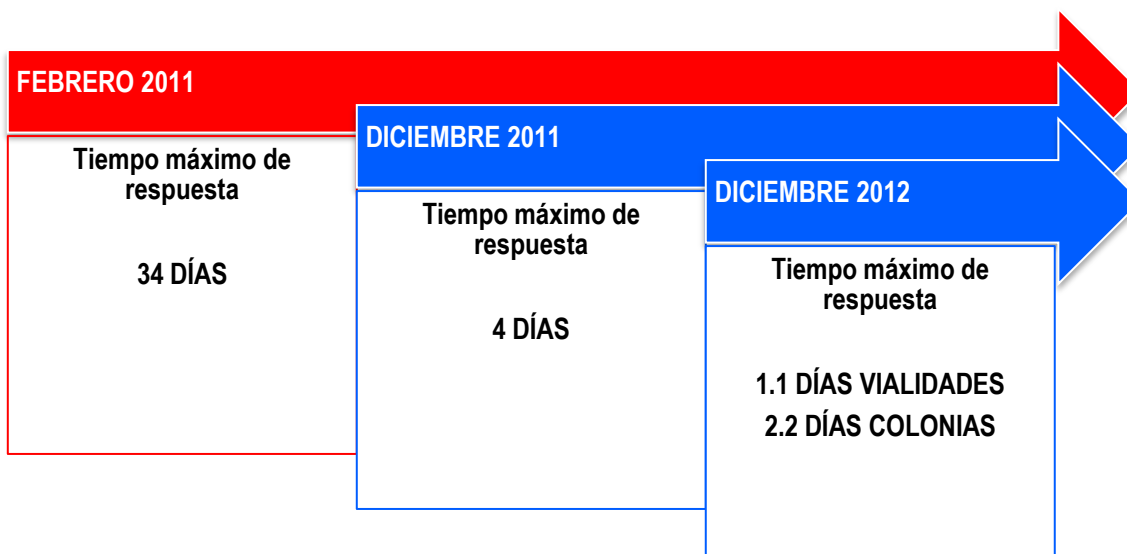 FEBRERO 2011
Tiempo máximo de
respuesta
34 DÍAS
DICIEMBRE 2011
Tiempo máximo de
respuesta
4 DÍAS
DICIEMBRE 2012
Tiempo máximo de
respuesta
1.1 DÍAS VIALIDADES
2.2 DÍAS COLONIAS